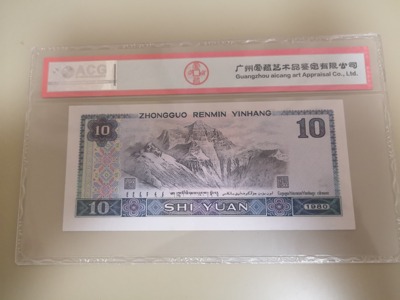 ACG
广州爱藏艺术品鉴定有限公司
Guangzhou aicang art Appraisal Co., Ltd.
ZHONGGUO RENMIN YINHANG
10
10
10
SHI YUAN
1980